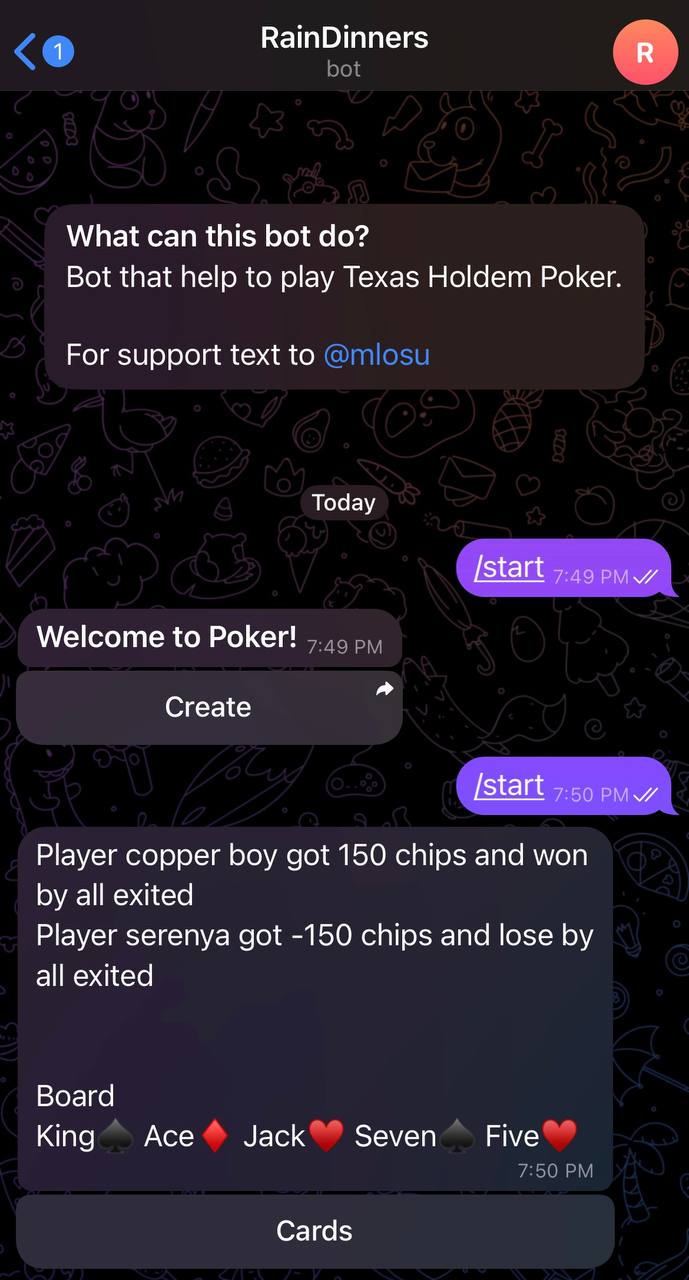 1
RainDinners
bot
R
What can this bot do?
Bot that help to play Texas Holdem Poker.
For support text to @mlosu
Today
/start 7:49 PM
Welcome to Poker! 7:49 PM
Create
/start 7:50 PM
Player copper boy got 150 chips and won
by all exited
Player serenya got -150 chips and lose by
all exited
Board
King♠️ Ace♦️ Jack♥️ Seven♠️ Five♥️
7:50 PM
Cards